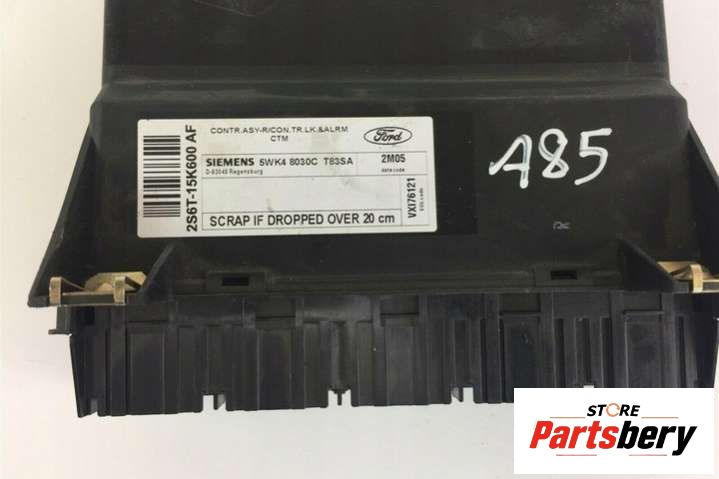 CONTR.ASY-R/CON.TR.LK.&ALRM
CTM
Ford
2S6T-15K600 AF
SIEMENS 5WK4 8030C T83SA
D-93049 Regensburg
2M05
date code
VXI76121
SCRAP IF DROPPED OVER 20 cm
A85
STORE
Partsbery